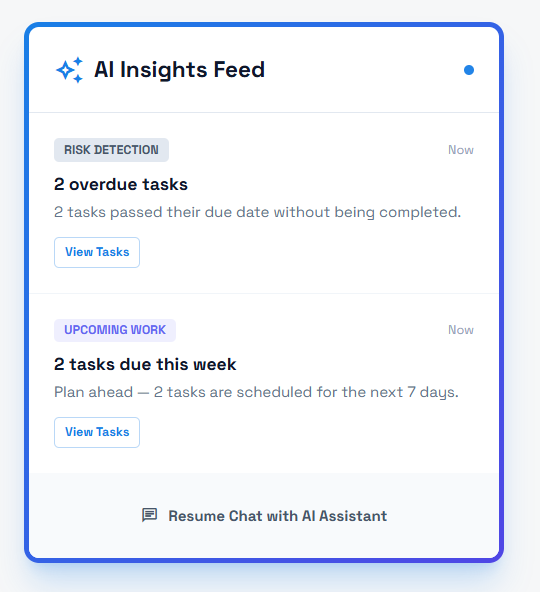 AI Insights Feed
RISK DETECTION
Now
2 overdue tasks
2 tasks passed their due date without being completed.
View Tasks
UPCOMING WORK
Now
2 tasks due this week
Plan ahead — 2 tasks are scheduled for the next 7 days.
View Tasks
Resume Chat with AI Assistant